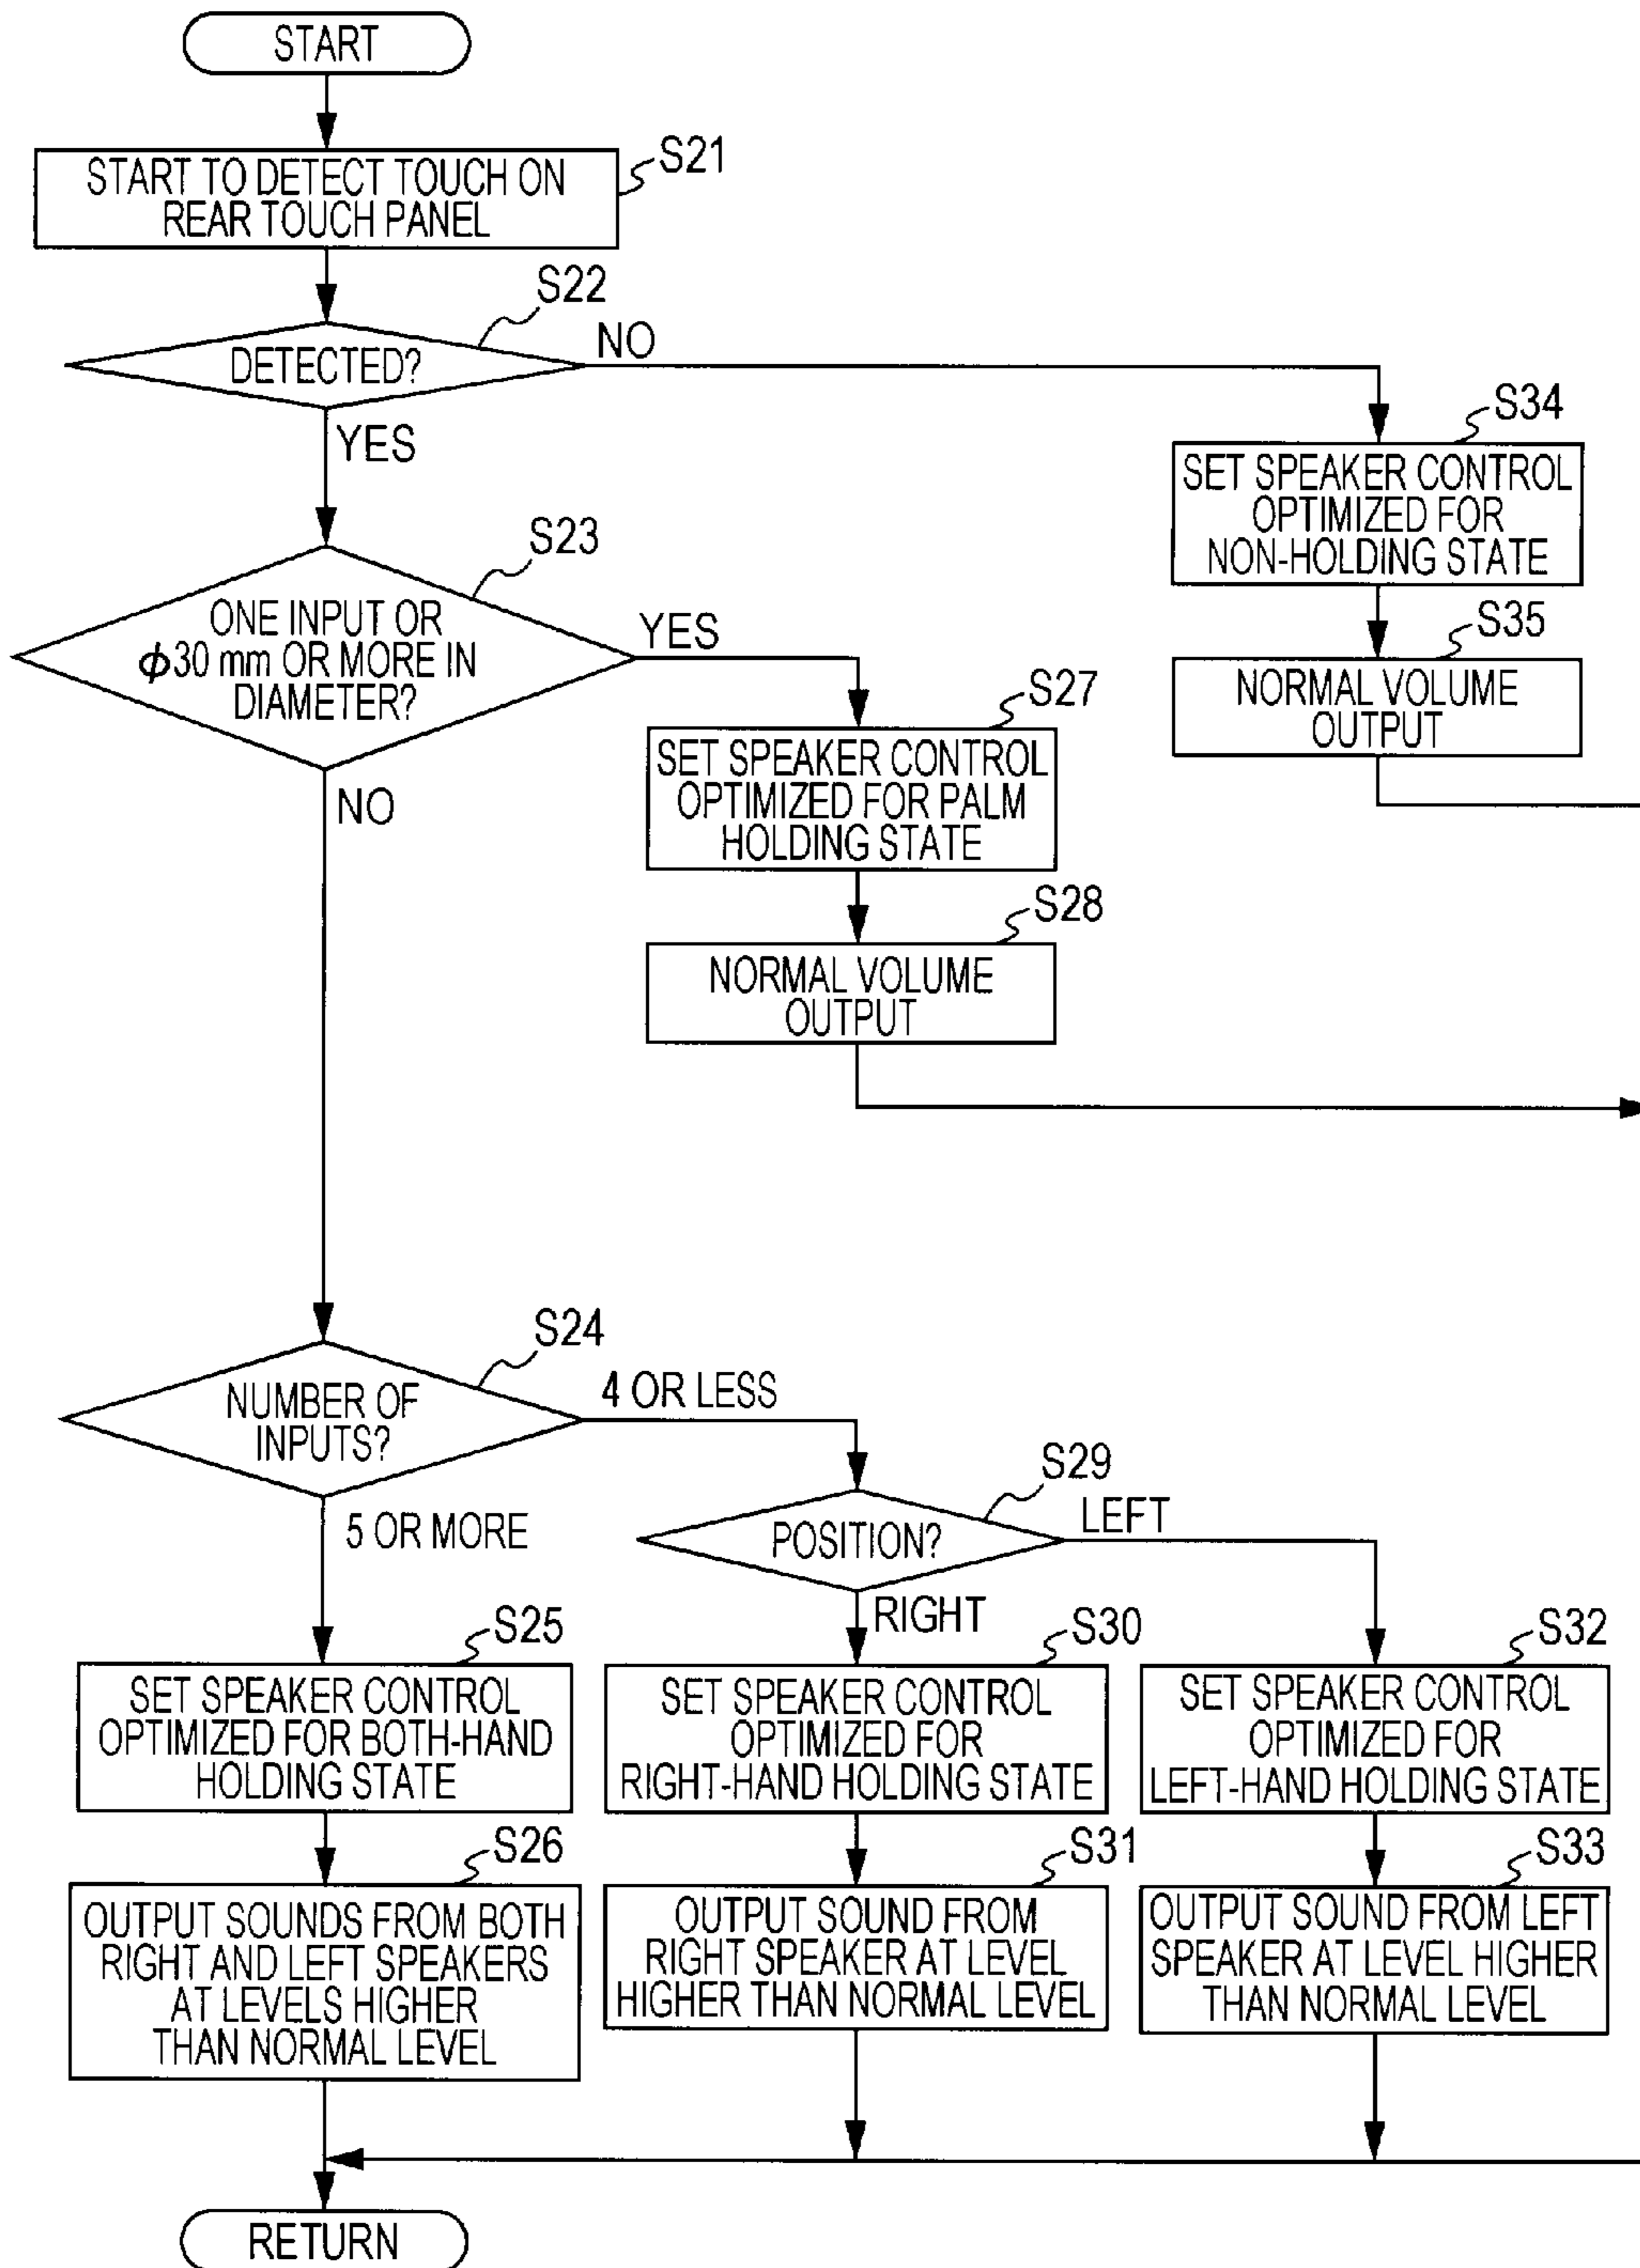 START
S21
START TO DETECT TOUCH ON
REAR TOUCH PANEL
S22
DETECTED?
NO
YES
S34
SET SPEAKER CONTROL
OPTIMIZED FOR
NON-HOLDING STATE
S23
ONE INPUT OR
ϕ30 mm OR MORE IN
DIAMETER?
YES
NO
S35
NORMAL VOLUME
OUTPUT
S27
SET SPEAKER CONTROL
OPTIMIZED FOR PALM
HOLDING STATE
S28
NORMAL VOLUME
OUTPUT
S24
NUMBER OF
INPUTS?
4 OR LESS
5 OR MORE
S29
POSITION?
LEFT
RIGHT
S25
SET SPEAKER CONTROL
OPTIMIZED FOR BOTH-HAND
HOLDING STATE
S30
SET SPEAKER CONTROL
OPTIMIZED FOR
RIGHT-HAND HOLDING STATE
S32
SET SPEAKER CONTROL
OPTIMIZED FOR
LEFT-HAND HOLDING STATE
S26
OUTPUT SOUNDS FROM BOTH
RIGHT AND LEFT SPEAKERS
AT LEVELS HIGHER
THAN NORMAL LEVEL
S31
OUTPUT SOUND FROM
RIGHT SPEAKER AT LEVEL
HIGHER THAN NORMAL LEVEL
S33
OUTPUT SOUND FROM LEFT
SPEAKER AT LEVEL HIGHER
THAN NORMAL LEVEL
RETURN